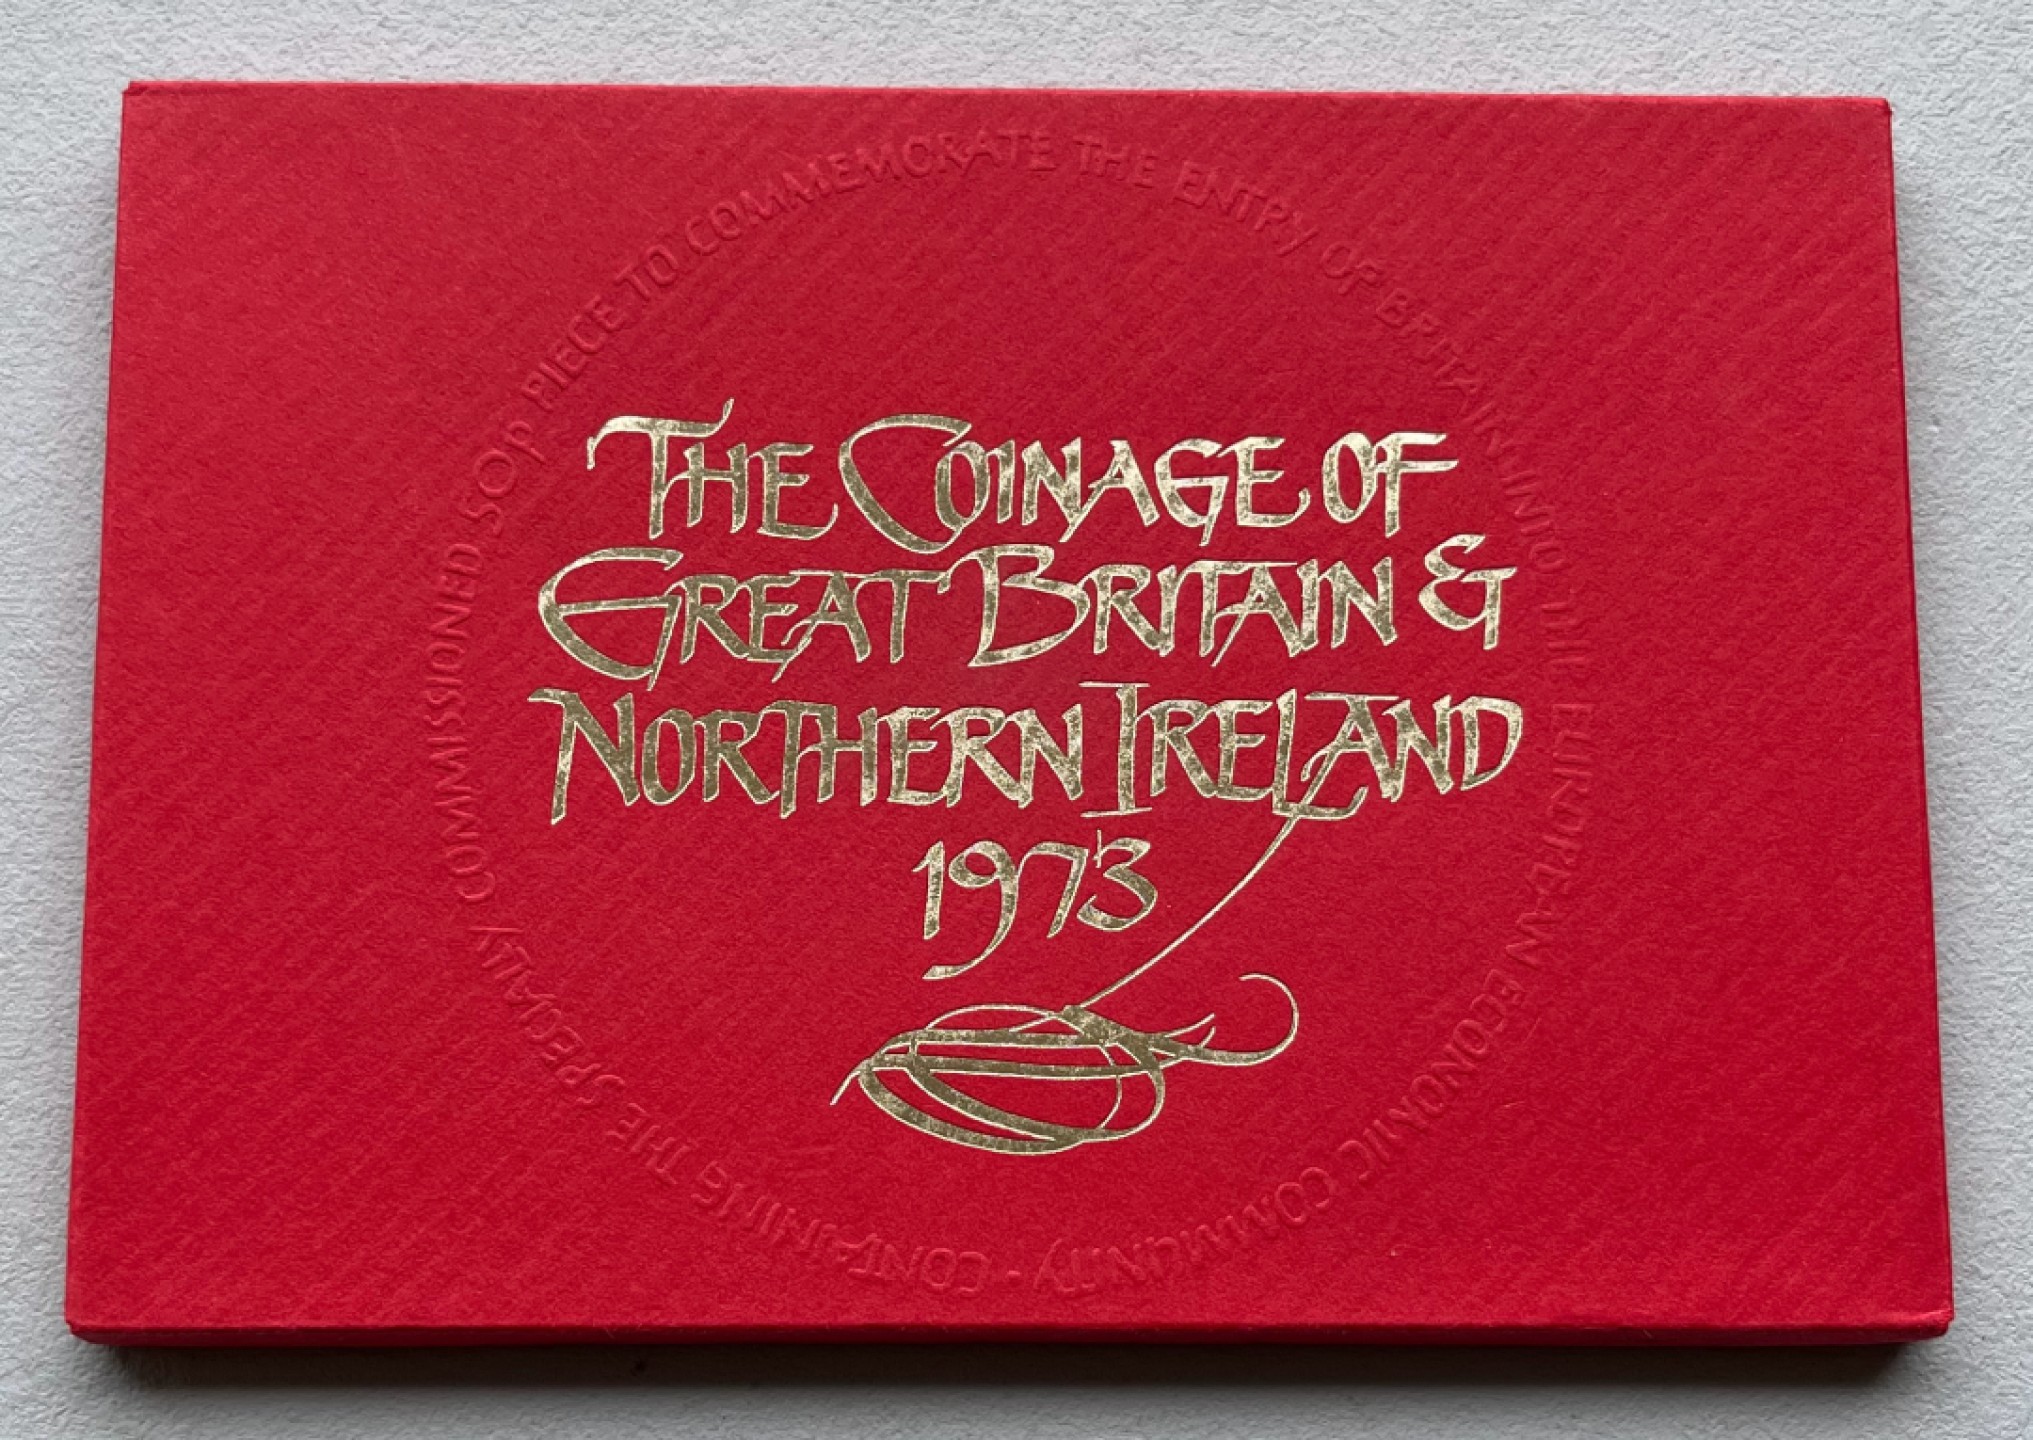 THE COINAGE OF
GREAT BRITAIN &
NORTHERN IRELAND
1973
CONTAINING THE SPECIALLY COMMISSIONED 50p PIECE TO COMMEMORATE THE ENTRY OF BRITAIN INTO THE EUROPEAN ECONOMIC COMMUNITY ·